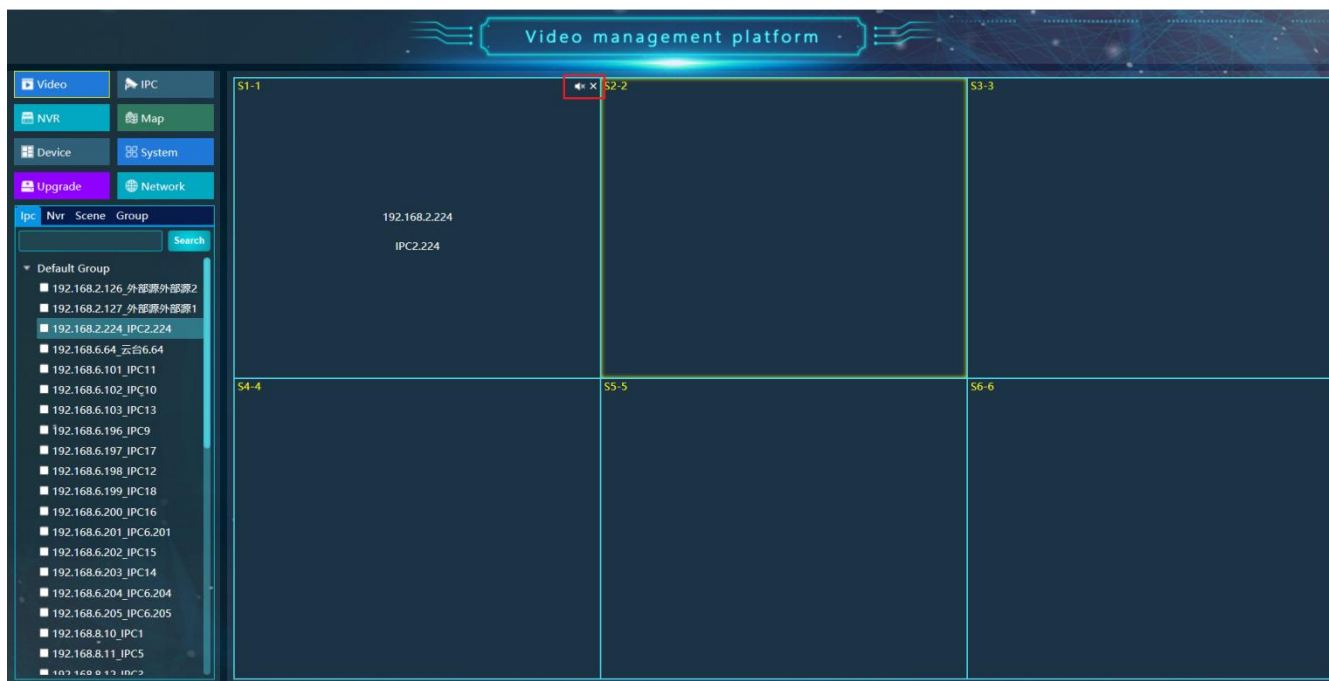 Video management platform
Video
IPC
NVR
Map
Device
System
Upgrade
Network
Ipc Nvr Scene Group
Search
Default Group
192.168.2.126_外部源外部源2
192.168.2.127_外部源外部源1
192.168.2.224_IPC2.224
192.168.6.64_云台6.64
192.168.6.101_IPC11
192.168.6.102_IPC10
192.168.6.103_IPC13
192.168.6.196_IPC9
192.168.6.197_IPC17
192.168.6.198_IPC12
192.168.6.199_IPC18
192.168.6.200_IPC16
192.168.6.201_IPC6.201
192.168.6.202_IPC15
192.168.6.203_IPC14
192.168.6.204_IPC6.204
192.168.6.205_IPC6.205
192.168.8.10_IPC1
192.168.8.11_IPC5
S1-1
192.168.2.224
IPC2.224
S2-2
S3-3
S4-4
S5-5
S6-6